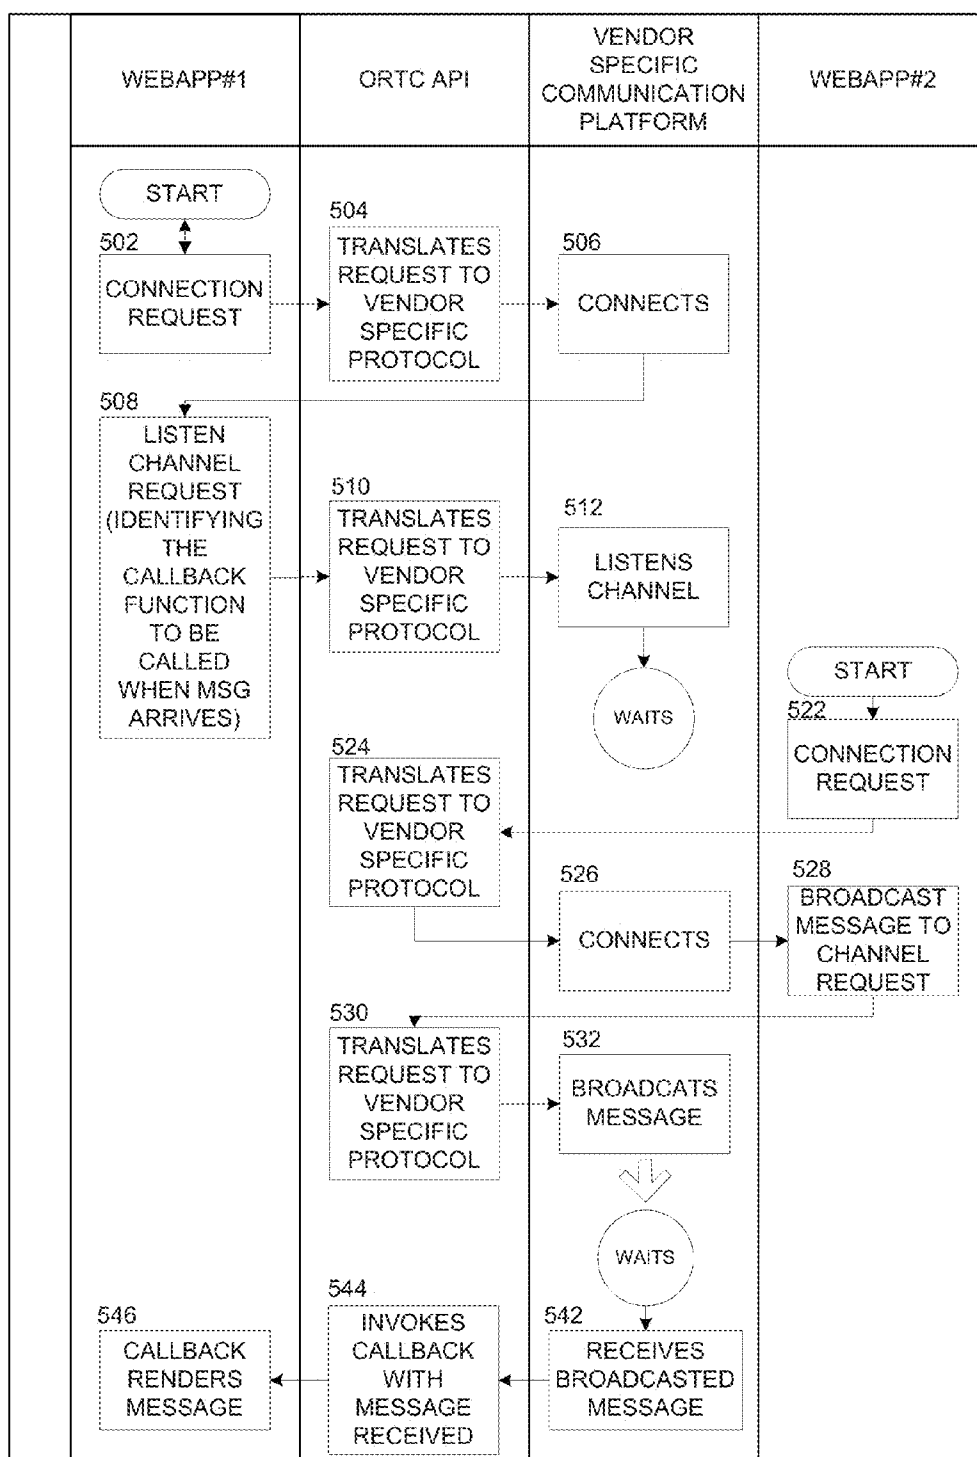 WEBAPP#1
ORTC API
VENDOR
SPECIFIC
COMMUNICATION
PLATFORM
WEBAPP#2
START
502
CONNECTION
REQUEST
504
TRANSLATES
REQUEST TO
VENDOR
SPECIFIC
PROTOCOL
506
CONNECTS
508
LISTEN
CHANNEL
REQUEST
(IDENTIFYING
THE
CALLBACK
FUNCTION
TO BE
CALLED
WHEN MSG
ARRIVES)
510
TRANSLATES
REQUEST TO
VENDOR
SPECIFIC
PROTOCOL
512
LISTENS
CHANNEL
WAITS
START
522
CONNECTION
REQUEST
524
TRANSLATES
REQUEST TO
VENDOR
SPECIFIC
PROTOCOL
526
CONNECTS
528
BROADCAST
MESSAGE TO
CHANNEL
REQUEST
530
TRANSLATES
REQUEST TO
VENDOR
SPECIFIC
PROTOCOL
532
BROADCATS
MESSAGE
WAITS
542
RECEIVES
BROADCASTED
MESSAGE
544
INVOKES
CALLBACK
WITH
MESSAGE
RECEIVED
546
CALLBACK
RENDERS
MESSAGE